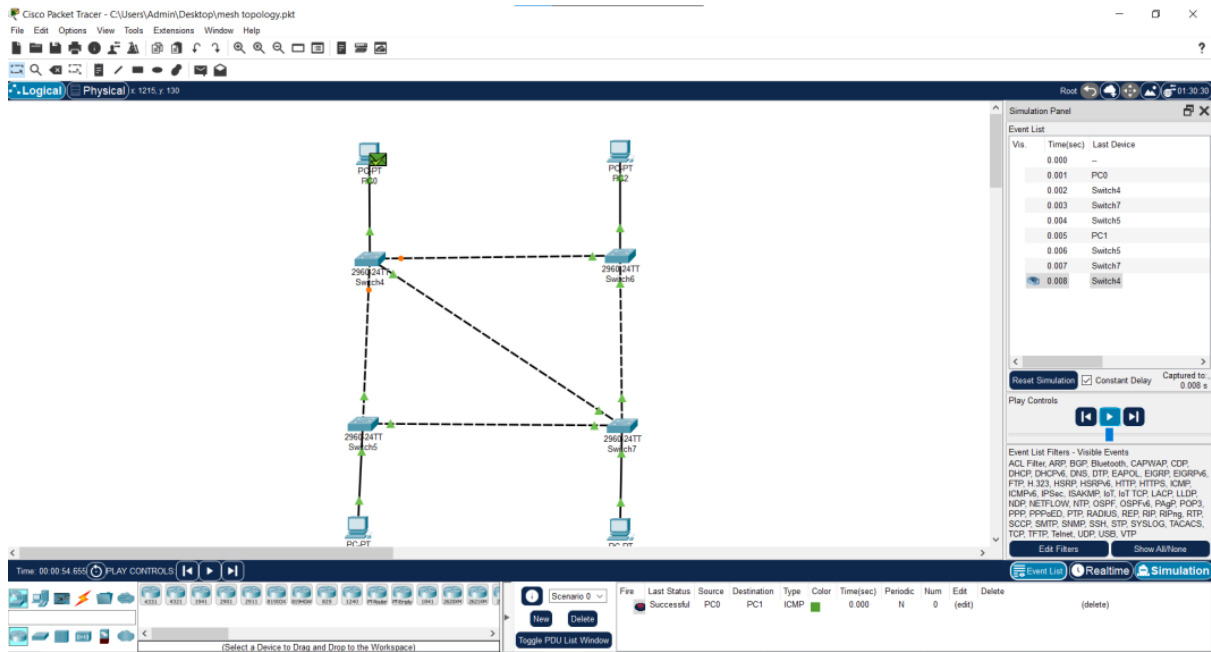 Cisco Packet Tracer - C:\Users\Admin\Desktop\mesh topology.pkt
File Edit Options View Tools Extensions Window Help
?
Logical Physical x: 1215, y: 130 Root 01:30:30
Simulation Panel
Event List
Vis. Time(sec) Last Device
0.000 --
0.001 PC0
0.002 Switch4
0.003 Switch7
0.004 Switch5
0.005 PC1
0.006 Switch5
0.007 Switch7
0.008 Switch4
PC-PT
PC0
PC-PT
PC2
2960-24TT
Switch4
2960-24TT
Switch6
2960-24TT
Switch5
2960-24TT
Switch7
PC-PT
PC-PT
Reset Simulation Constant Delay Captured to:
0.008 s
Play Controls
Event List Filters - Visible Events
ACL Filter, ARP, BGP, Bluetooth, CAPWAP, CDP,
DHCP, DHCPv6, DNS, DTP, EAPOL, EIGRP, EIGRPv6,
FTP, H.323, HSRP, HSRPv6, HTTP, HTTPS, ICMP,
ICMPv6, IPSec, ISAKMP, IoT, IoT TCP, LACP, LLDP,
NDP, NETFLOW, NTP, OSPF, OSPFv6, PAgP, POP3,
PPP, PPPoED, PTP, RADIUS, REP, RIP, RIPng, RTP,
SCCP, SMTP, SNMP, SSH, STP, SYSLOG, TACACS,
TCP, TFTP, Telnet, UDP, USB, VTP
Edit Filters Show All/None
Time: 00:00:54.655 PLAY CONTROLS: Event List Realtime Simulation
4331 4321 1941 2901 2911 819IOX 819HGW 829 1240 PT-Router PT-Empty 1841 2620XM 2621XM
(Select a Device to Drag and Drop to the Workspace)
Scenario 0
New Delete
Toggle PDU List Window
Fire Last Status Source Destination Type Color Time(sec) Periodic Num Edit Delete
Successful PC0 PC1 ICMP 0.000 N 0 (edit) (delete)